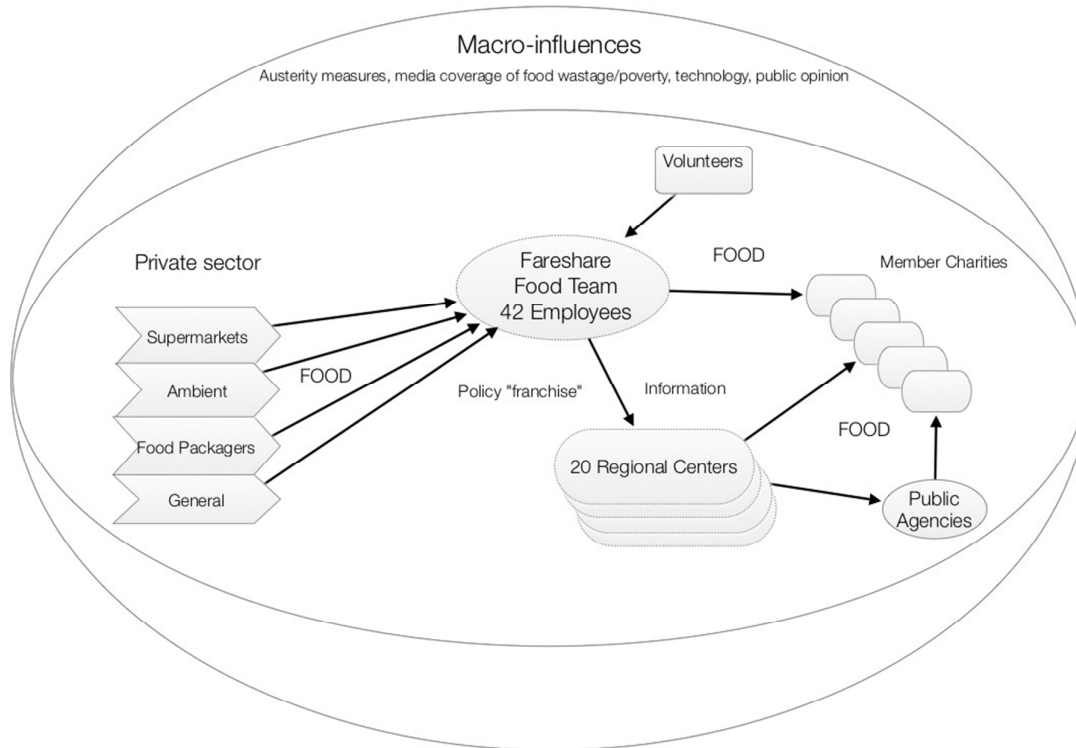 Macro-influences
Austerity measures, media coverage of food wastage/poverty, technology, public opinion
Volunteers
Private sector
Fareshare
Food Team
42 Employees
FOOD
Member Charities
Supermarkets
Ambient
FOOD
Food Packagers
General
Policy "franchise"
Information
FOOD
20 Regional Centers
Public
Agencies